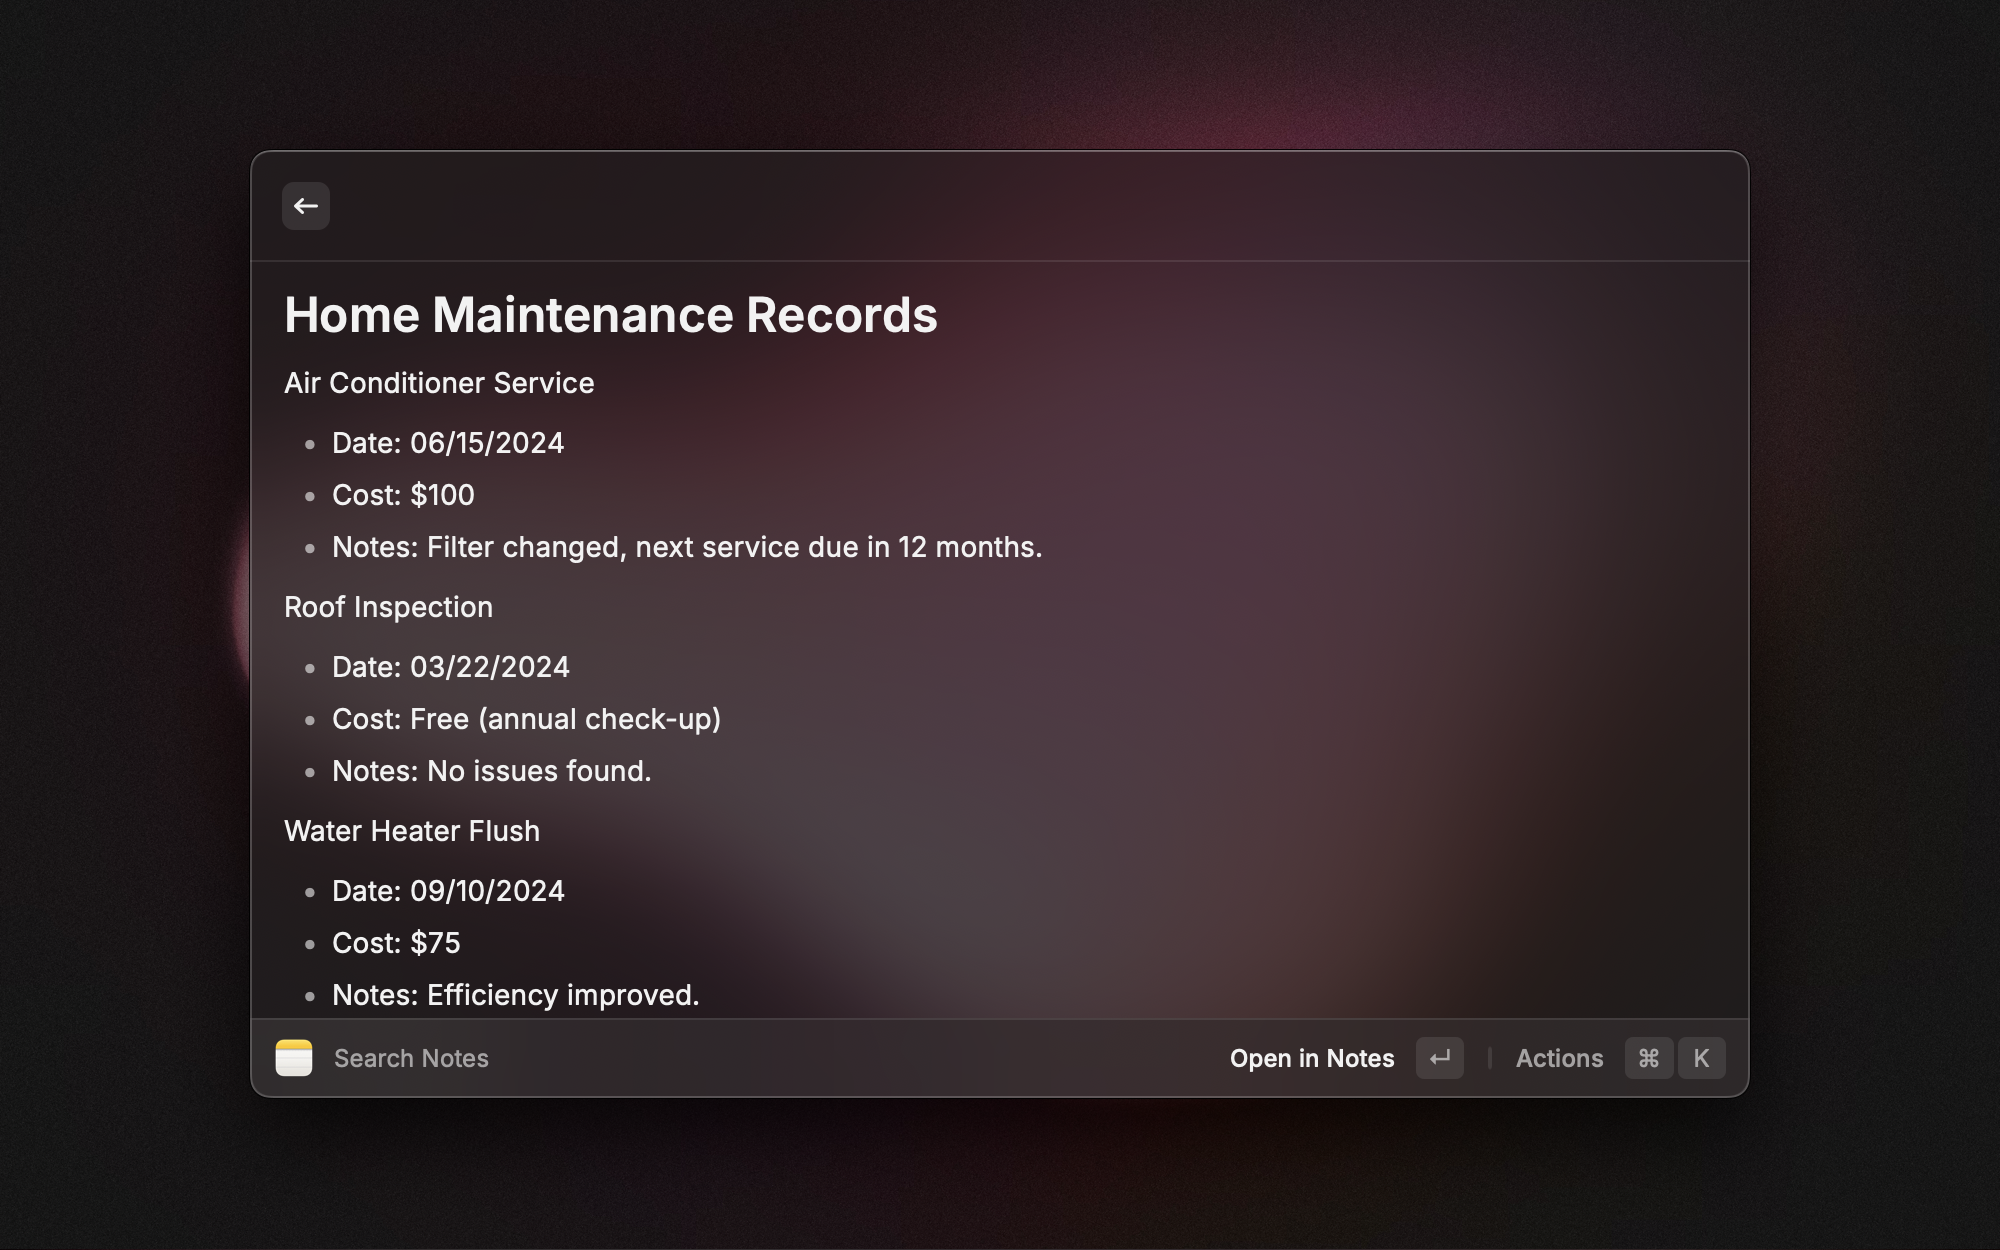 Home Maintenance Records
Air Conditioner Service
• Date: 06/15/2024
• Cost: $100
• Notes: Filter changed, next service due in 12 months.
Roof Inspection
• Date: 03/22/2024
• Cost: Free (annual check-up)
• Notes: No issues found.
Water Heater Flush
• Date: 09/10/2024
• Cost: $75
• Notes: Efficiency improved.
Search Notes
Open in Notes ↵ | Actions ⌘ K